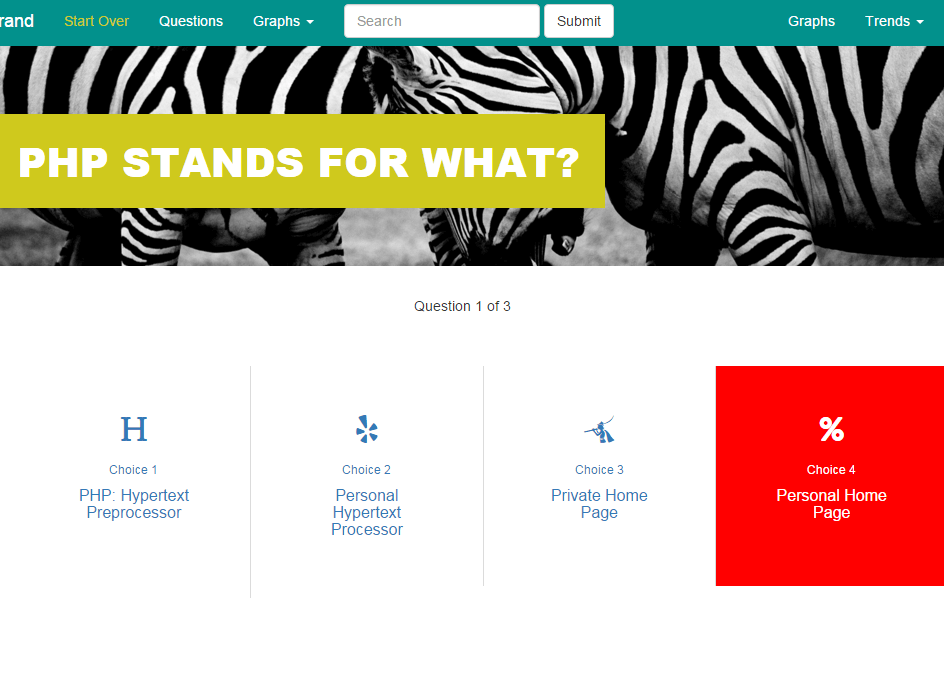 rand Start Over Questions Graphs Search Submit Graphs Trends
PHP STANDS FOR WHAT?
Question 1 of 3
H
Choice 1
PHP: Hypertext
Preprocessor
Choice 2
Personal
Hypertext
Processor
Choice 3
Private Home
Page
%
Choice 4
Personal Home
Page